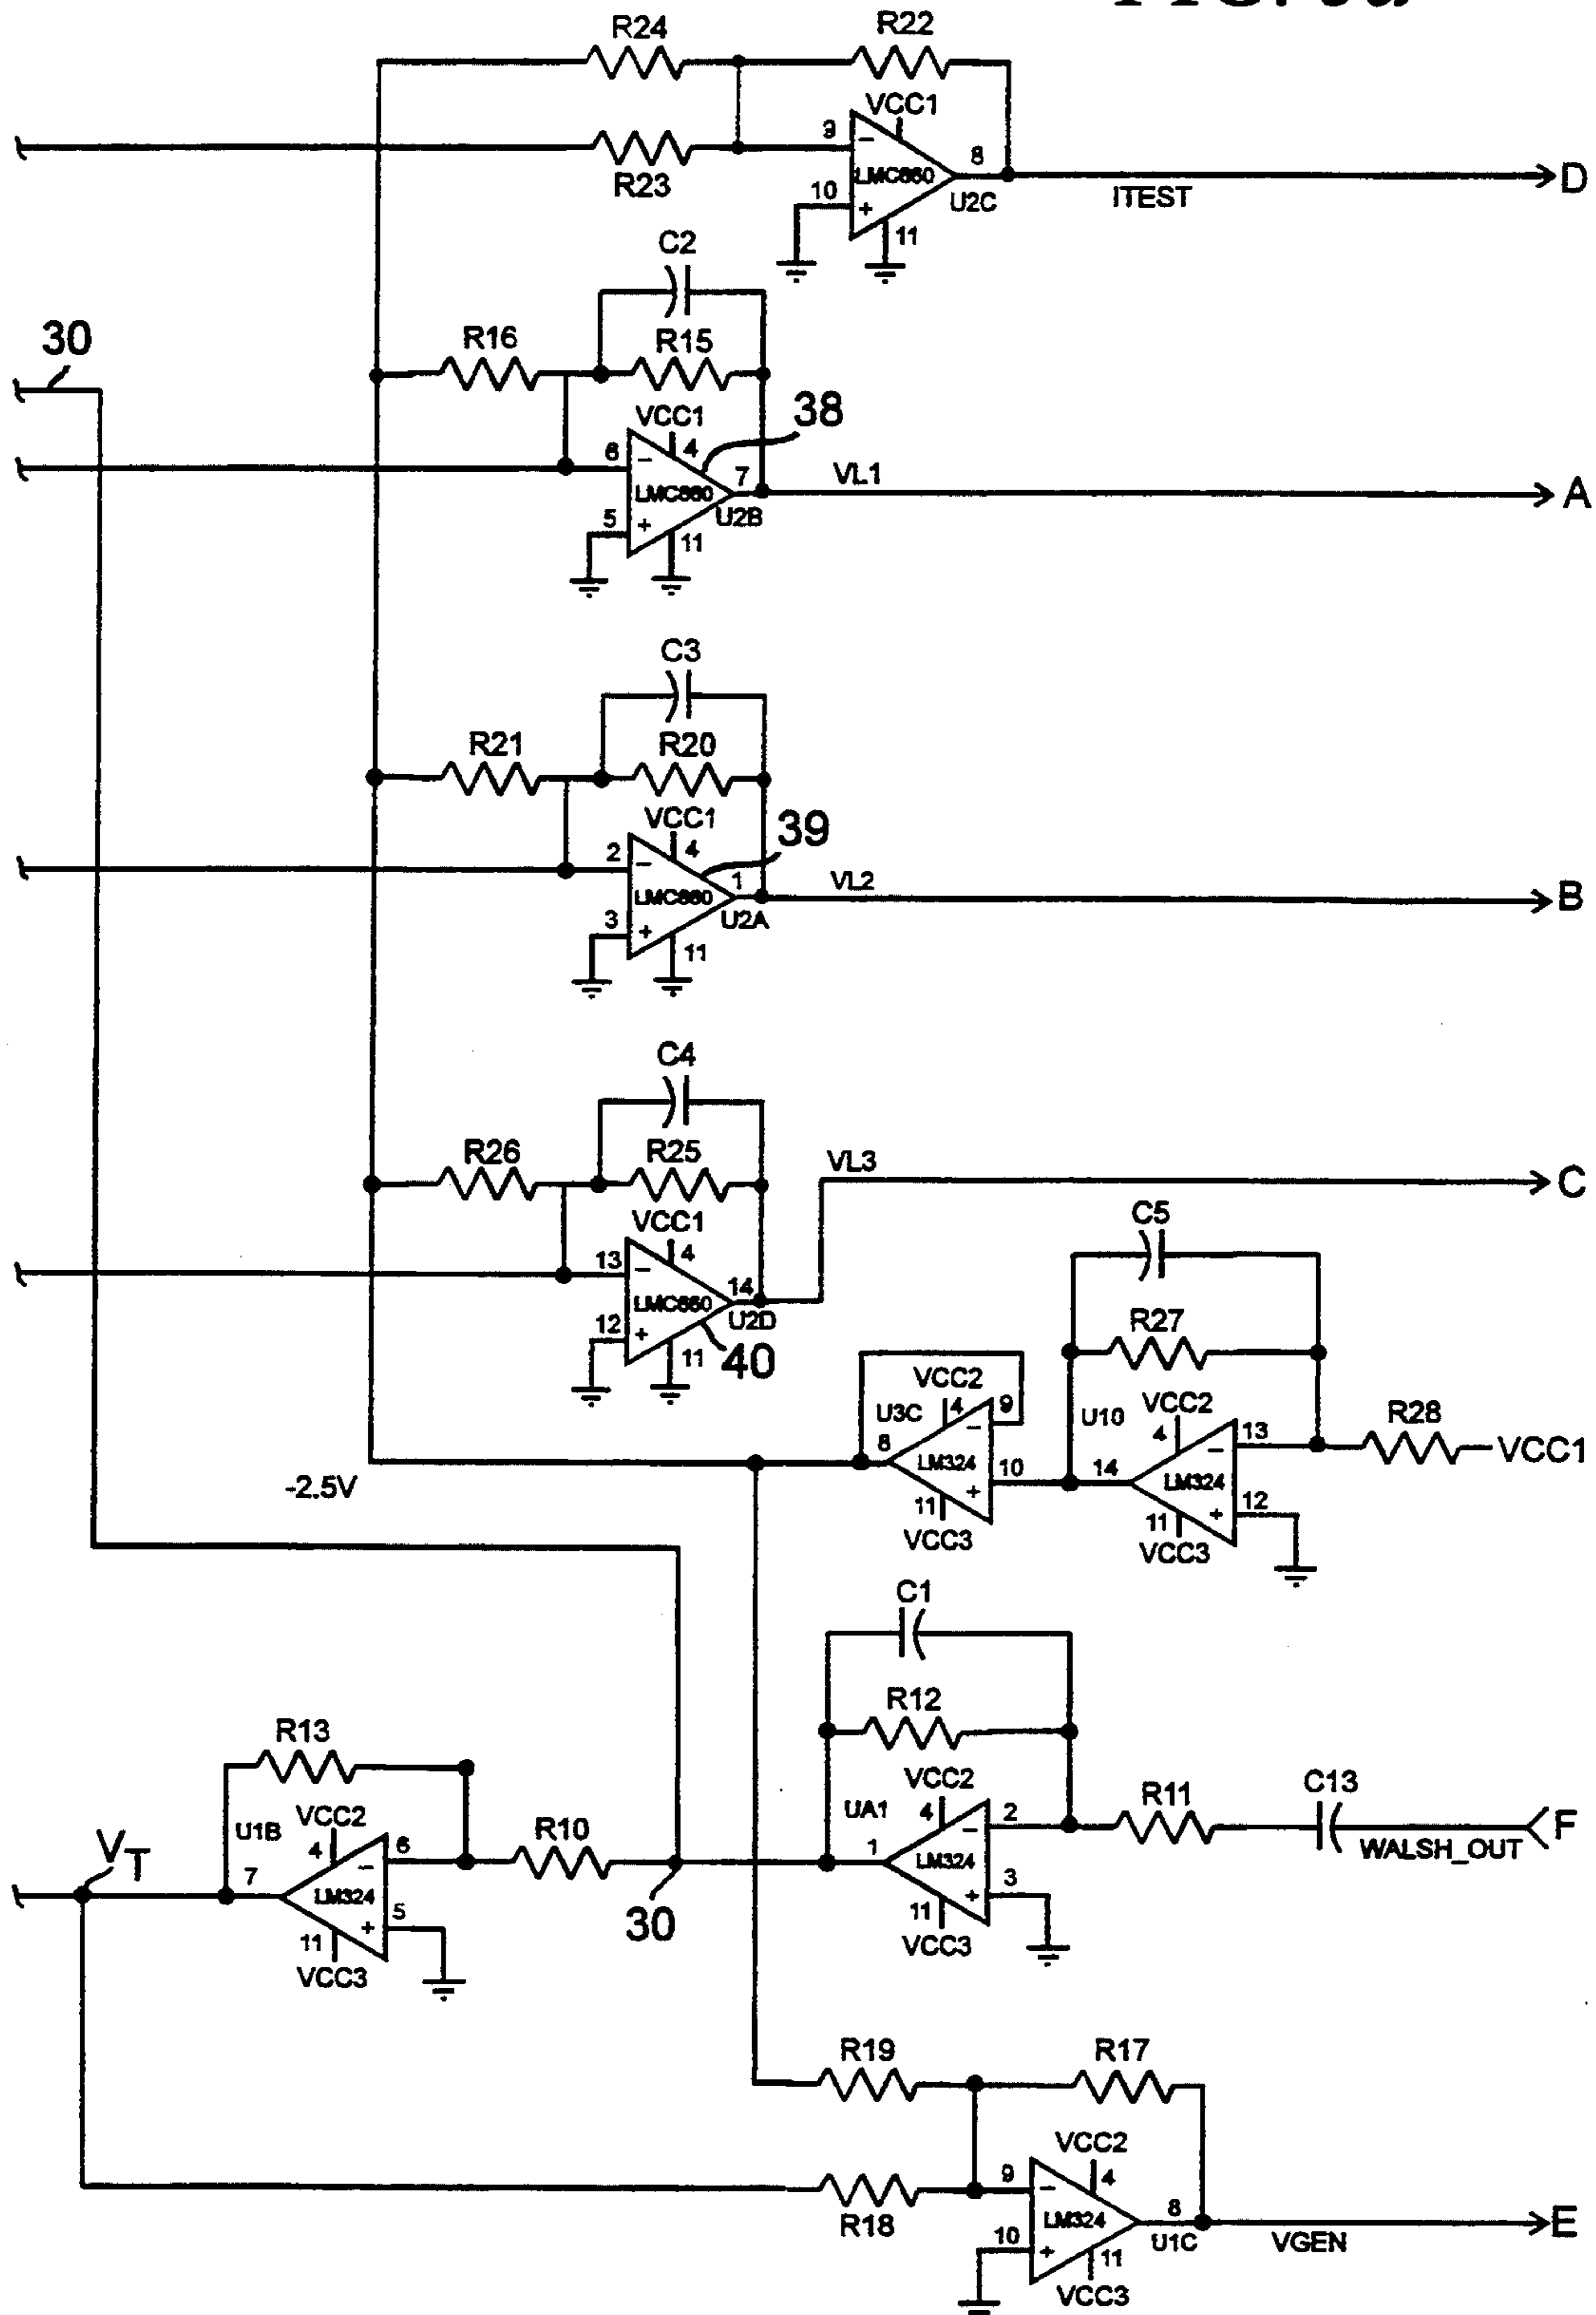 R24
R22
VCC1
9
-
8
LMC660
R23
10
+
U2C
11
ITEST
D
C2
30
R16
R15
VCC1
38
6
-
4
7
VL1
LMC660
A
5
+
U2B
11
C3
R21
R20
VCC1
39
2
-
4
1
VL2
LMC660
B
3
+
U2A
11
C4
R26
R25
VL3
C
VCC1
C5
13
-
4
14
LMC660
U2D
12
+
11
40
R27
VCC2
U3C
4
9
-
U10
VCC2
R28
8
4
-
13
VCC1
LM324
10
14
LM324
-2.5V
11
+
12
VCC3
11
+
VCC3
C1
R12
R13
VCC2
UA1
R11
C13
VCC2
U1B
4
-
2
F
VT
4
-
6
R10
1
WALSH_OUT
7
LM324
LM324
3
5
30
11
+
11
+
VCC3
VCC3
R19
R17
VCC2
9
-
4
R18
LM324
8
E
10
+
U1C
VGEN
11
VCC3